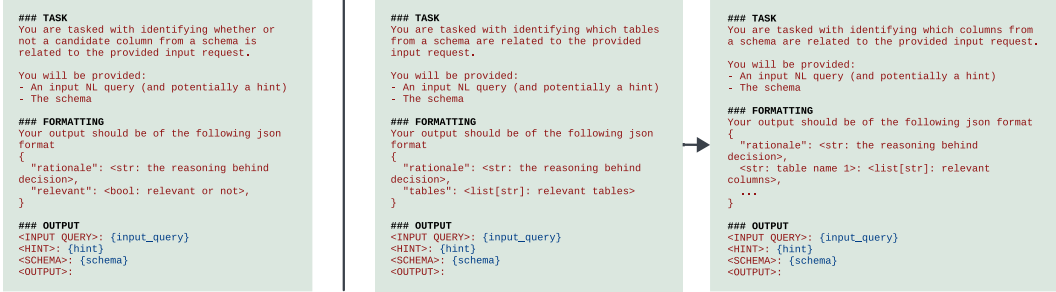 ### TASK
You are tasked with identifying whether or
not a candidate column from a schema is
related to the provided input request.
You will be provided:
- An input NL query (and potentially a hint)
- The schema
### FORMATTING
Your output should be of the following json
format
{
"rationale": <str: the reasoning behind
decision>,
"relevant": <bool: relevant or not>,
}
### OUTPUT
<INPUT QUERY>: {input_query}
<HINT>: {hint}
<SCHEMA>: {schema}
<OUTPUT>:
### TASK
You are tasked with identifying which tables
from a schema are related to the provided
input request.
You will be provided:
- An input NL query (and potentially a hint)
- The schema
### FORMATTING
Your output should be of the following json
format
{
"rationale": <str: the reasoning behind
decision>,
"tables": <list[str]: relevant tables>
}
### OUTPUT
<INPUT QUERY>: {input_query}
<HINT>: {hint}
<SCHEMA>: {schema}
<OUTPUT>:
### TASK
You are tasked with identifying which columns from
a schema are related to the provided input request.
You will be provided:
- An input NL query (and potentially a hint)
- The schema
### FORMATTING
Your output should be of the following json format
{
"rationale": <str: the reasoning behind
decision>,
<str: table name 1>: <list[str]: relevant
columns>,
...
}
### OUTPUT
<INPUT QUERY>: {input_query}
<HINT>: {hint}
<SCHEMA>: {schema}
<OUTPUT>: